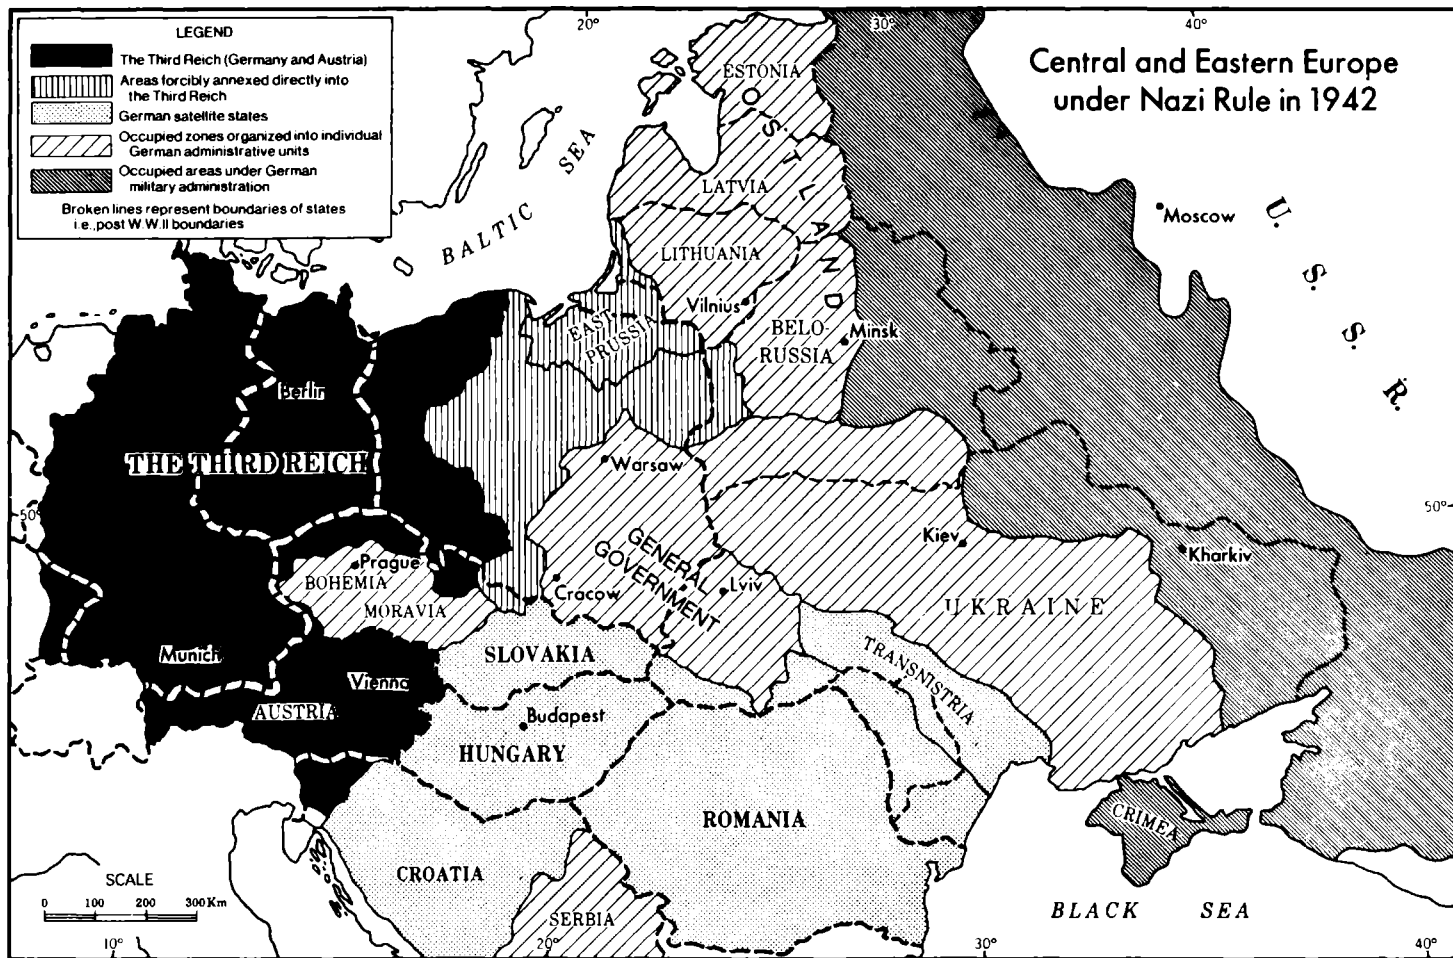 LEGEND
The Third Reich (Germany and Austria)
Areas forcibly annexed directly into
the Third Reich
German satellite states
Occupied zones organized into individual
German administrative units
Occupied areas under German
military administration
Broken lines represent boundaries of states
i.e., post W.W.II boundaries
20°
30°
40°
Central and Eastern Europe
under Nazi Rule in 1942
ESTONIA
OSTLAND
BALTIC SEA
LATVIA
Moscow
U. S. S. R.
LITHUANIA
Vilnius
EAST
PRUSSIA
BELO-
RUSSIA
Minsk
Berlin
THE THIRD REICH
Warsaw
50°
50°
GENERAL
GOVERNMENT
Kiev
Kharkiv
Prague
BOHEMIA
MORAVIA
Cracow
Lviv
UKRAINE
Munich
SLOVAKIA
TRANSNISTRIA
Vienna
AUSTRIA
Budapest
HUNGARY
ROMANIA
CRIMEA
CROATIA
SCALE
0 100 200 300 Km
SERBIA
BLACK SEA
10°
20°
30°
40°